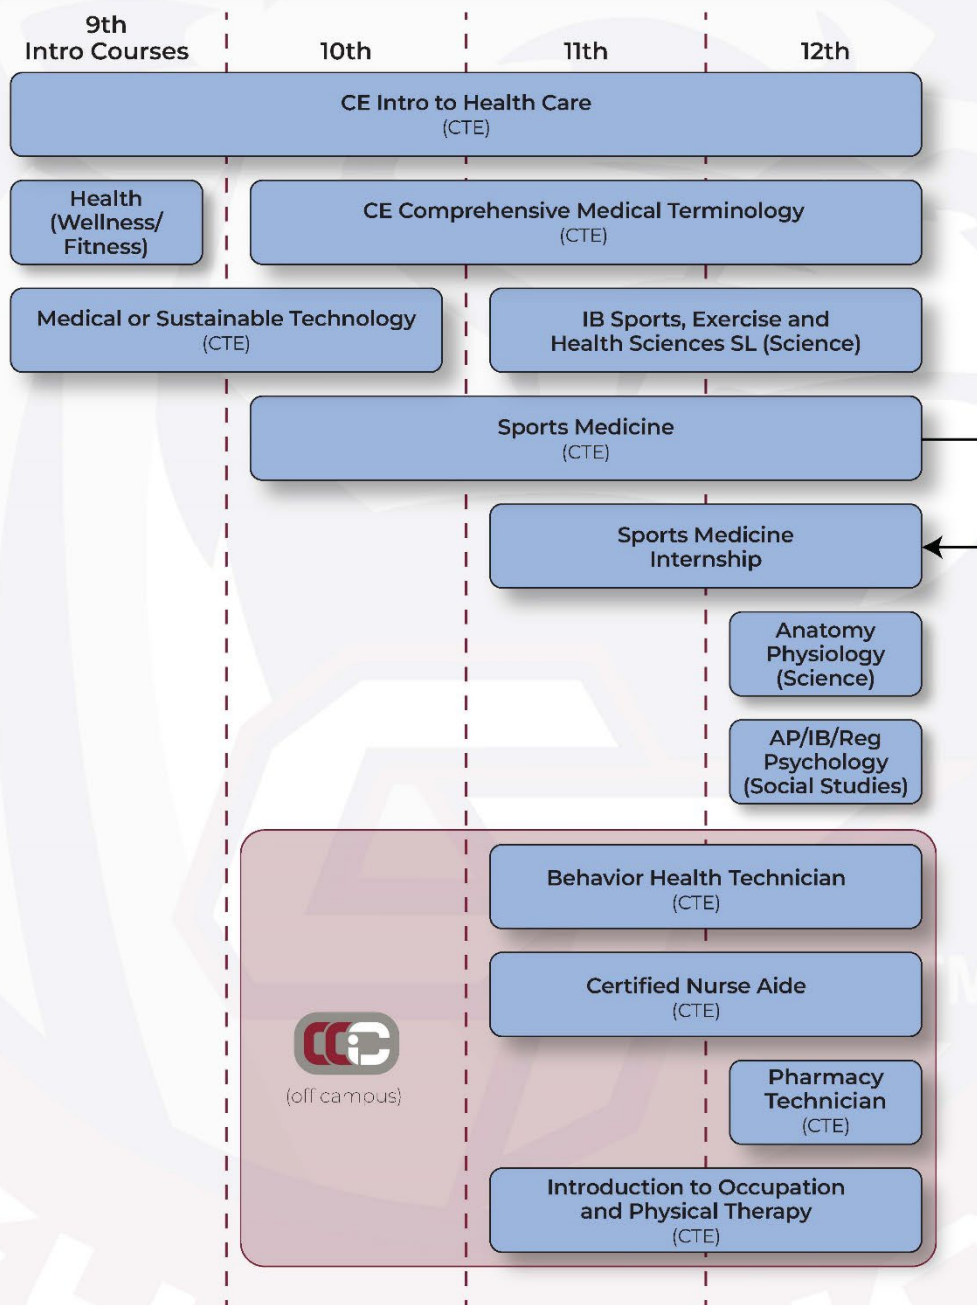 9th
Intro Courses
10th
11th
12th
CE Intro to Health Care
(CTE)
Health
(Wellness/
Fitness)
CE Comprehensive Medical Terminology
(CTE)
Medical or Sustainable Technology
(CTE)
IB Sports, Exercise and
Health Sciences SL (Science)
Sports Medicine
(CTE)
Sports Medicine
Internship
Anatomy
Physiology
(Science)
AP/IB/Reg
Psychology
(Social Studies)
Behavior Health Technician
(CTE)
Certified Nurse Aide
(CTE)
CCiC
(off campus)
Pharmacy
Technician
(CTE)
Introduction to Occupation
and Physical Therapy
(CTE)